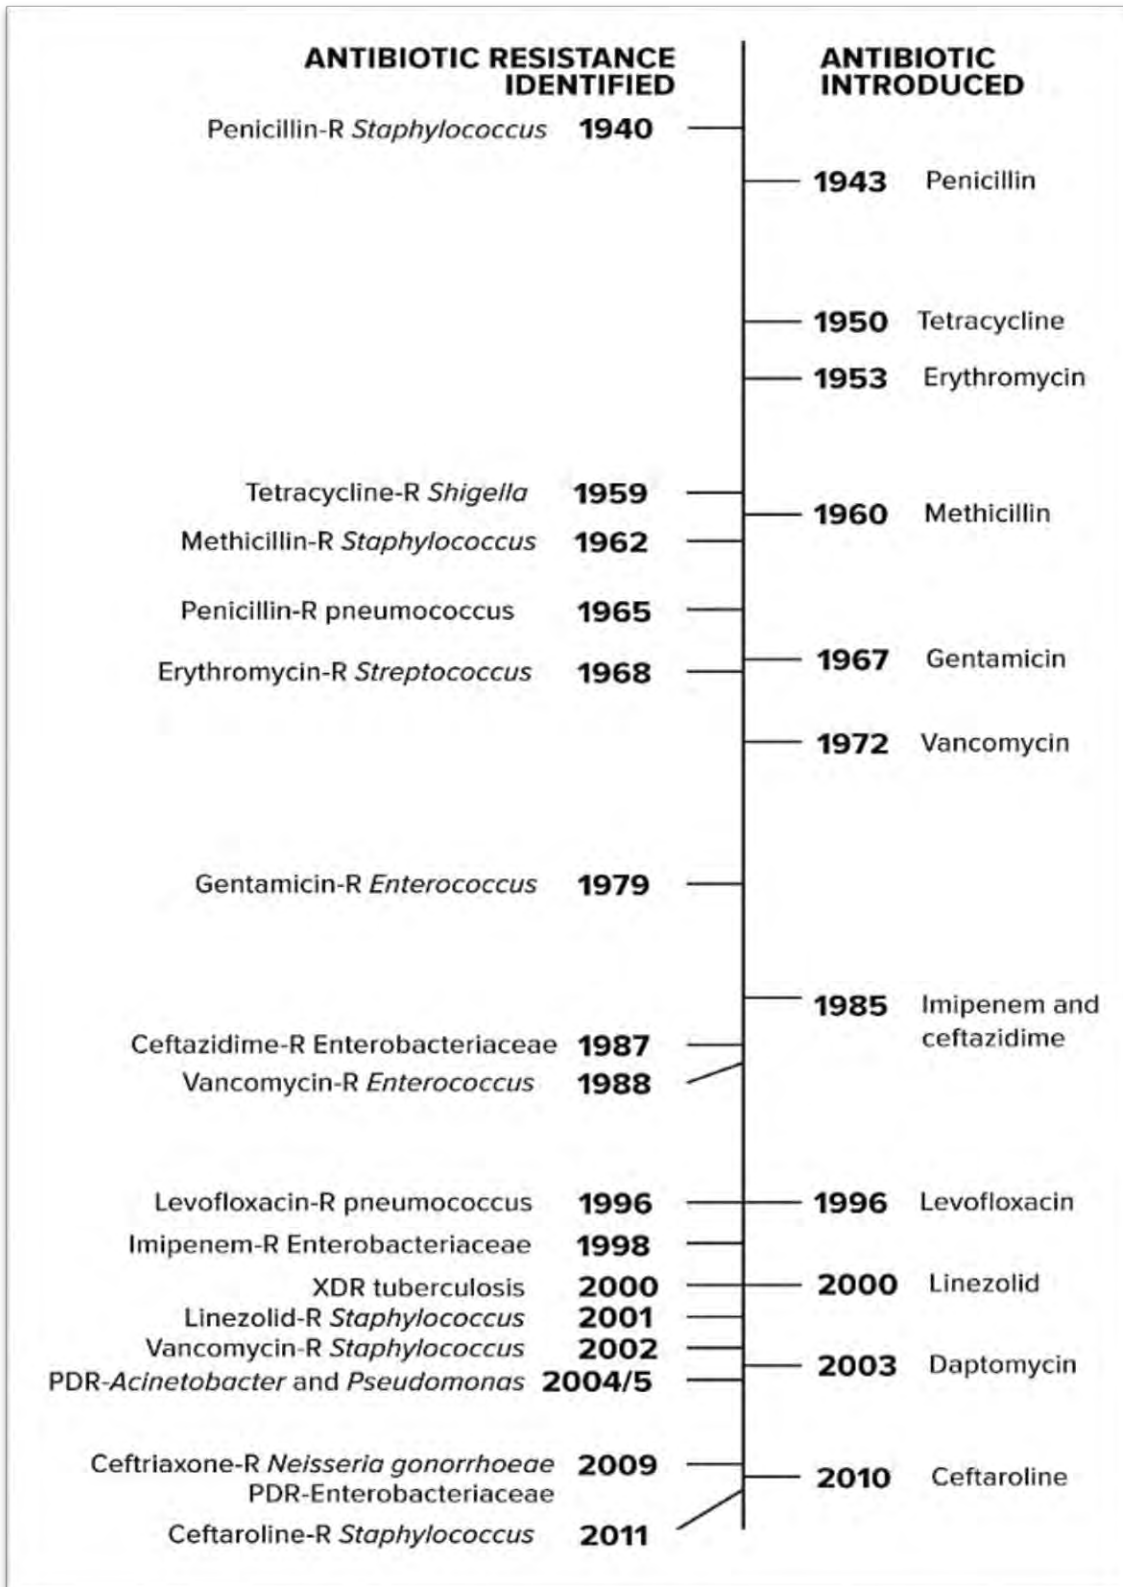 ANTIBIOTIC RESISTANCE
IDENTIFIED
ANTIBIOTIC
INTRODUCED
Penicillin-R Staphylococcus 1940
1943 Penicillin
1950 Tetracycline
1953 Erythromycin
Tetracycline-R Shigella 1959
1960 Methicillin
Methicillin-R Staphylococcus 1962
Penicillin-R pneumococcus 1965
1967 Gentamicin
Erythromycin-R Streptococcus 1968
1972 Vancomycin
Gentamicin-R Enterococcus 1979
1985 Imipenem and
ceftazidime
Ceftazidime-R Enterobacteriaceae 1987
Vancomycin-R Enterococcus 1988
Levofloxacin-R pneumococcus 1996
1996 Levofloxacin
Imipenem-R Enterobacteriaceae 1998
XDR tuberculosis 2000
2000 Linezolid
Linezolid-R Staphylococcus 2001
Vancomycin-R Staphylococcus 2002
2003 Daptomycin
PDR-Acinetobacter and Pseudomonas 2004/5
Ceftriaxone-R Neisseria gonorrhoeae 2009
PDR-Enterobacteriaceae
2010 Ceftaroline
Ceftaroline-R Staphylococcus 2011